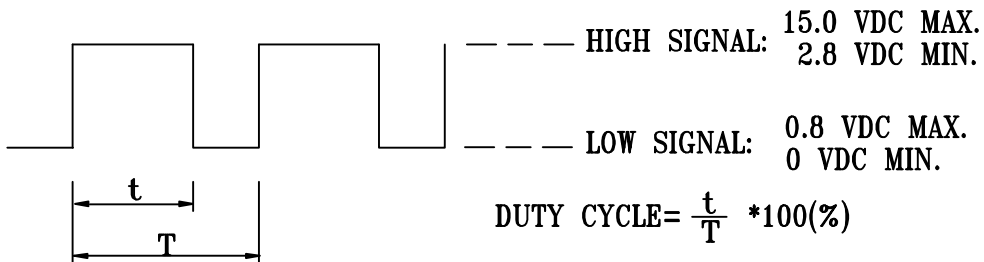 HIGH SIGNAL: 15.0 VDC MAX.
2.8 VDC MIN.
LOW SIGNAL: 0.8 VDC MAX.
0 VDC MIN.
t
T
DUTY CYCLE= t/T *100(%)